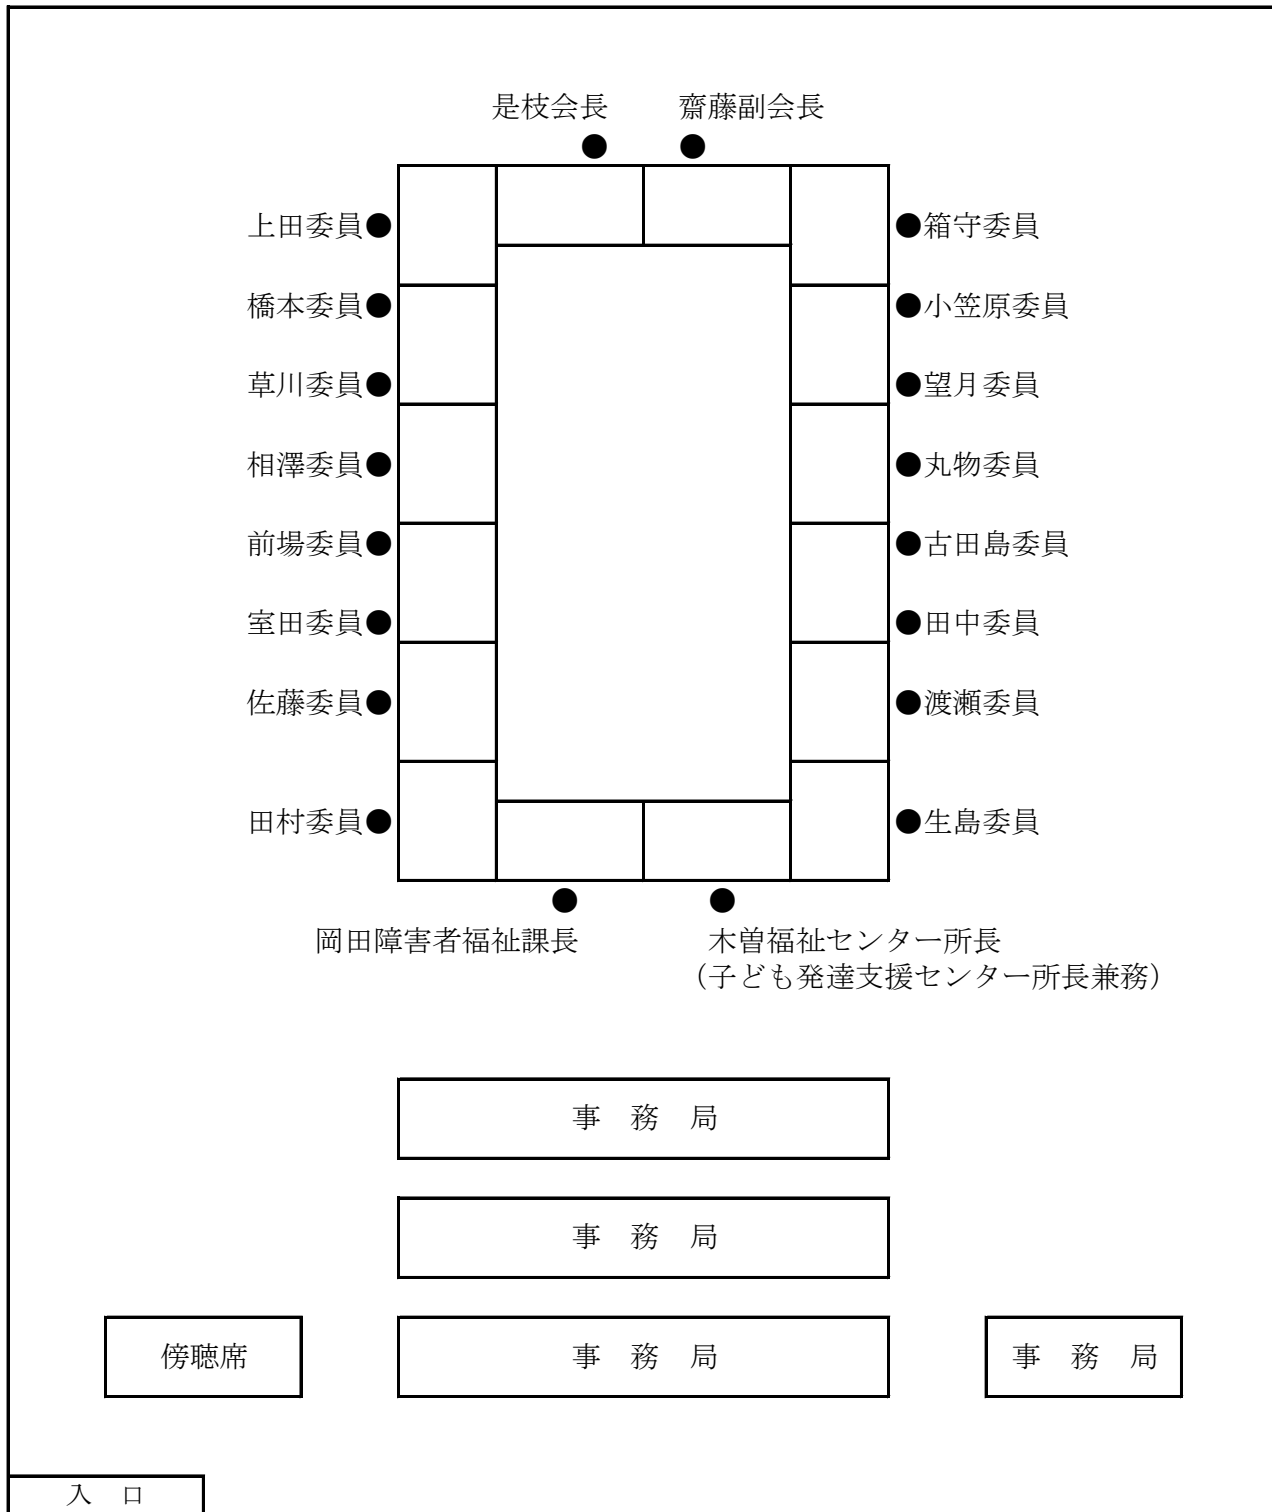 是枝会長 齋藤副会長
● ●
上田委員● ●箱守委員
橋本委員● ●小笠原委員
草川委員● ●望月委員
相澤委員● ●丸物委員
前場委員● ●古田島委員
室田委員● ●田中委員
佐藤委員● ●渡瀬委員
田村委員● ●生島委員
● ●
岡田障害者福祉課長 木曽福祉センター所長
（子ども発達支援センター所長兼務）
事 務 局
事 務 局
傍聴席 事 務 局 事 務 局
入 口